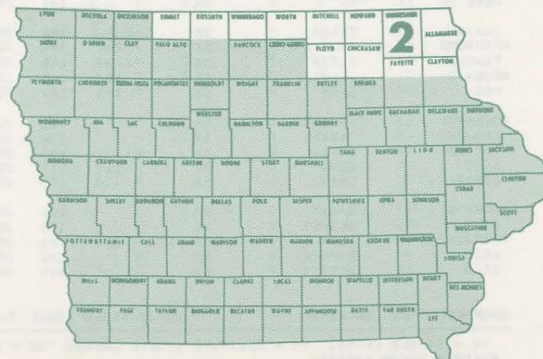 LYON OSCEOLA DICKINSON EMMET KOSSUTH WINNEBAGO WORTH MITCHELL HOWARD WINNESHIEK ALLAMAKEE
SIOUX O'BRIEN CLAY PALO ALTO HANCOCK CERRO GORDO FLOYD CHICKASAW 2 FAYETTE CLAYTON
PLYMOUTH CHEROKEE BUENA VISTA POCAHONTAS HUMBOLDT WRIGHT FRANKLIN BUTLER BREMER
WOODBURY IDA SAC CALHOUN WEBSTER HAMILTON HARDIN GRUNDY BLACK HAWK BUCHANAN DELAWARE DUBUQUE
MONONA CRAWFORD CARROLL GREENE BOONE STORY MARSHALL TAMA BENTON LINN JONES JACKSON
CLINTON
HARRISON SHELBY AUDUBON GUTHRIE DALLAS POLK JASPER POWESHIEK IOWA JOHNSON CEDAR
SCOTT
MUSCATINE
POTTAWATTAMIE CASS ADAIR MADISON WARREN MARION MAHASKA KEOKUK WASHINGTON
LOUISA
MILLS MONTGOMERY ADAMS UNION CLARKE LUCAS MONROE WAPELLO JEFFERSON HENRY
DES MOINES
FREMONT PAGE TAYLOR RINGGOLD DECATUR WAYNE APPANOOSE DAVIS VAN BUREN
LEE